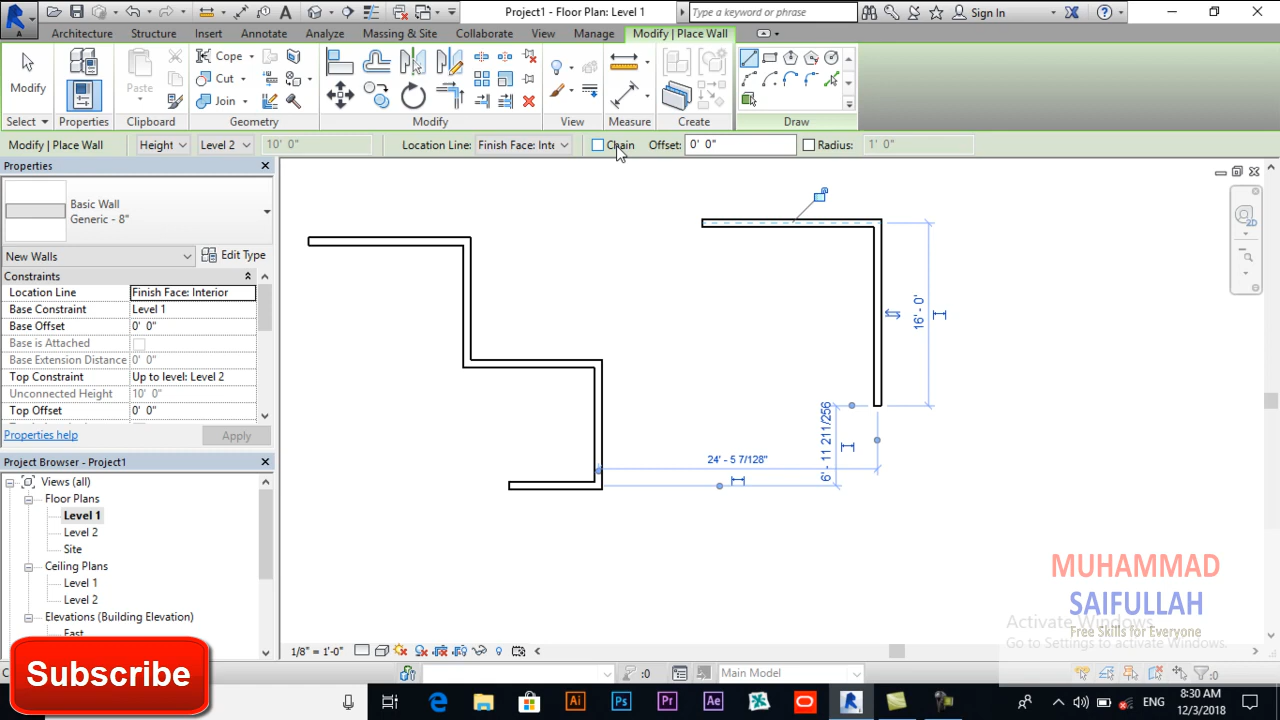 Project1 - Floor Plan: Level 1
Type a keyword or phrase
Sign In
A
Architecture
Structure
Insert
Annotate
Analyze
Massing & Site
Collaborate
View
Manage
Modify | Place Wall
Modify
Paste
Cope
Cut
Join
Select
Properties
Clipboard
Geometry
Modify
View
Measure
Create
Draw
Modify | Place Wall
Height
Level 2
10' 0"
Location Line:
Finish Face: Inte
Chain
Offset:
0' 0"
Radius:
1' 0"
Properties
Basic Wall
Generic - 8"
New Walls
Edit Type
Constraints
Location Line
Finish Face: Interior
Base Constraint
Level 1
Base Offset
0' 0"
Base is Attached
Base Extension Distance
0' 0"
Top Constraint
Up to level: Level 2
Unconnected Height
10' 0"
Top Offset
0' 0"
Properties help
Apply
Project Browser - Project1
Views (all)
Floor Plans
Level 1
Level 2
Site
Ceiling Plans
Level 1
Level 2
Elevations (Building Elevation)
East
2D
16' - 0"
6' - 11 211/256
24' - 5 7/128"
1/8" = 1'-0"
:0
Main Model
:0
Subscribe
MUHAMMAD
SAIFULLAH
Free Skills for Everyone
Activate Windows
Go to Settings to activate Windows.
Ai
Ps
Pr
Ae
ENG
8:30 AM
12/3/2018